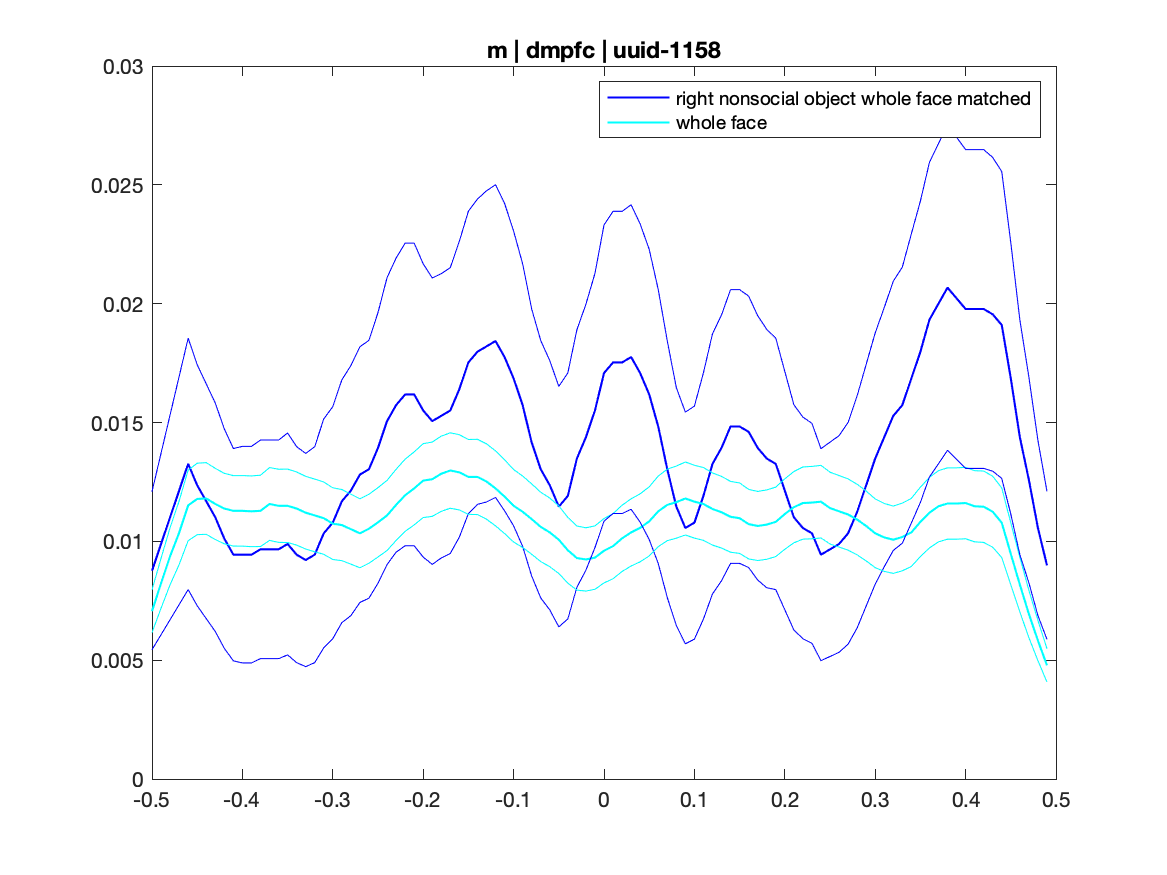 m | dmpfc | uuid-1158
0.03
right nonsocial object whole face matched
whole face
0.025
0.02
0.015
0.01
0.005
0
-0.5 -0.4 -0.3 -0.2 -0.1 0 0.1 0.2 0.3 0.4 0.5